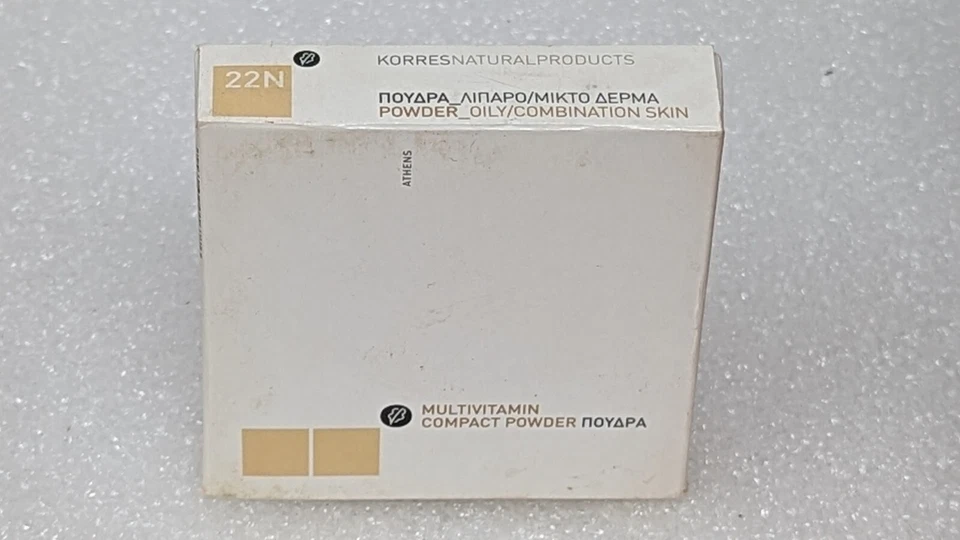 22N
KORRESNATURALPRODUCTS
ΠΟΥΔΡΑ_ΛΙΠΑΡΟ/ΜΙΚΤΟ ΔΕΡΜΑ
POWDER_OILY/COMBINATION SKIN
ATHENS
MULTIVITAMIN
COMPACT POWDER ΠΟΥΔΡΑ